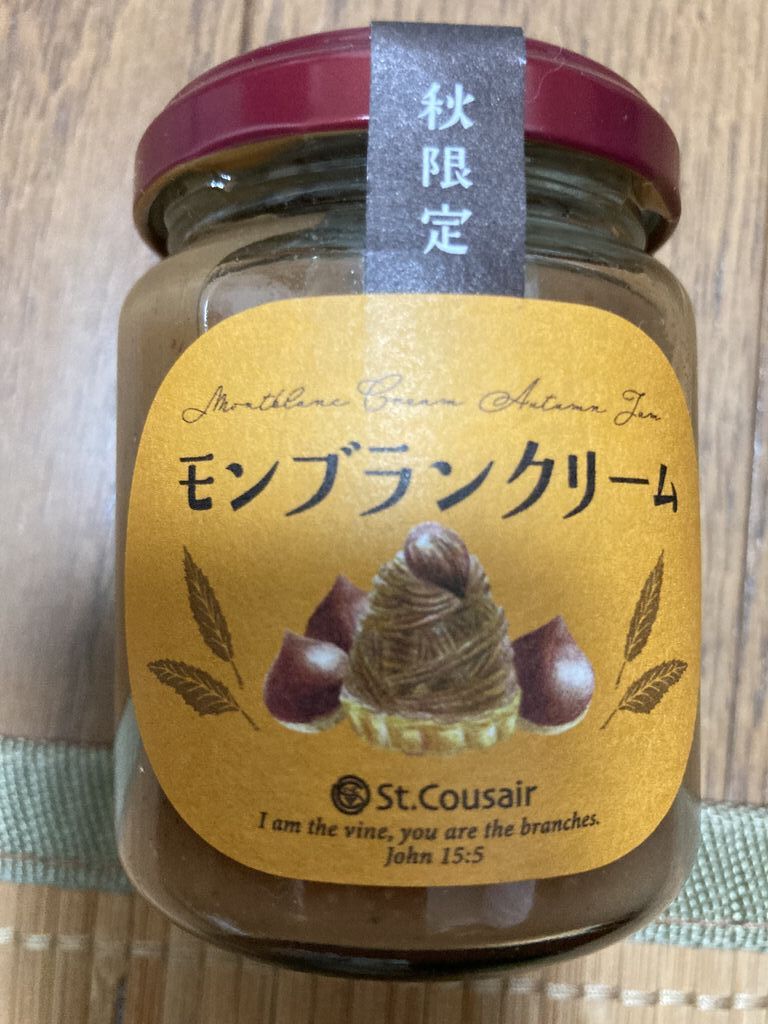 秋限定
Montblanc Cream Autumn Jam
モンブランクリーム
St.Cousair
I am the vine, you are the branches.
John 15:5